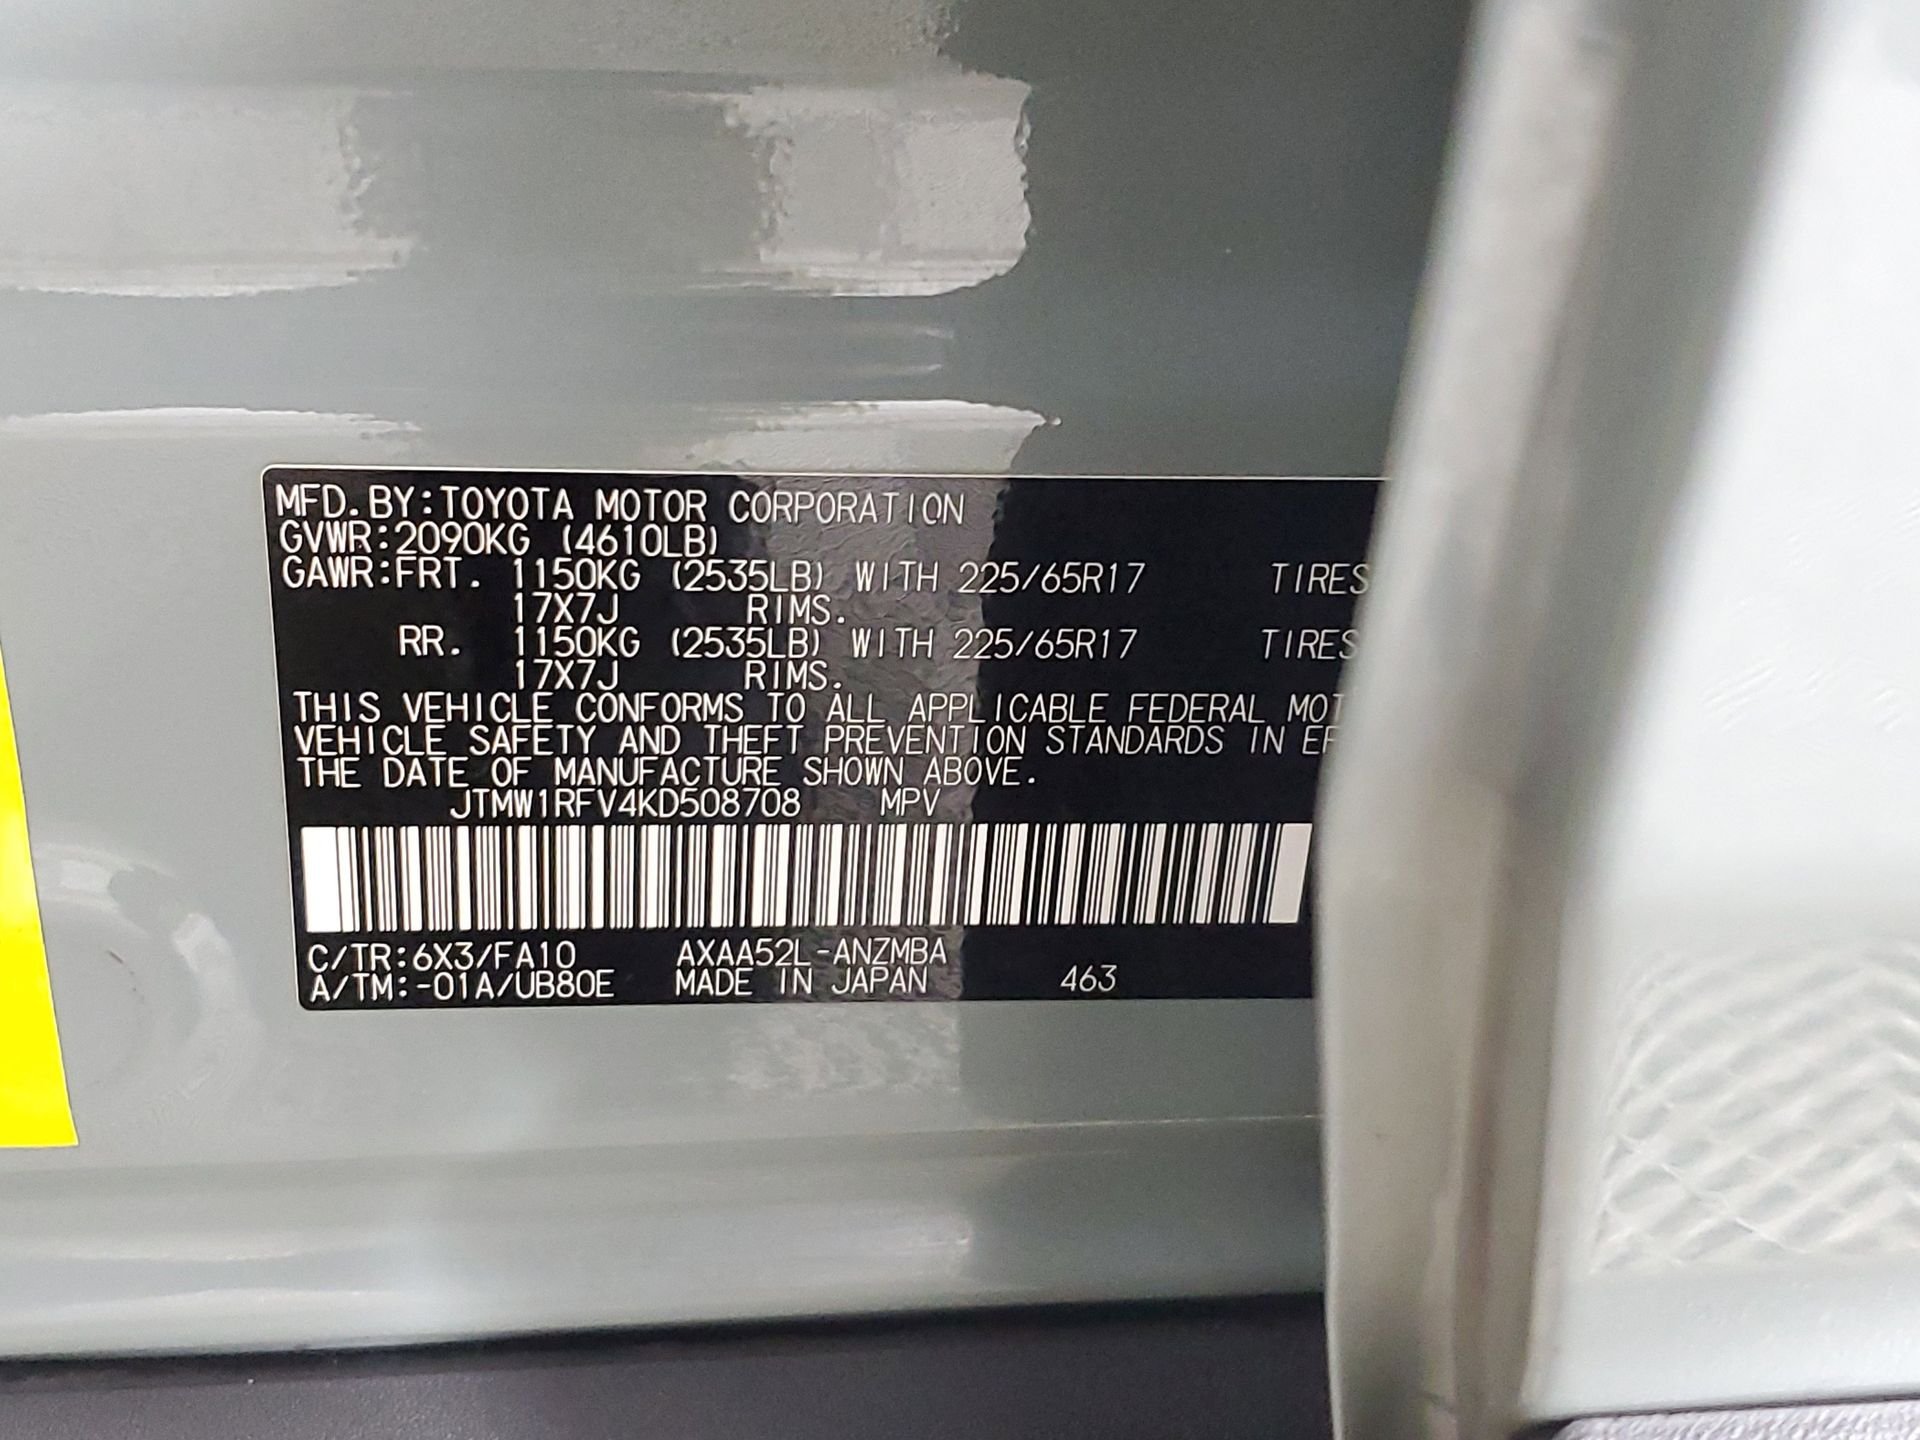 MFD. BY:TOYOTA MOTOR CORPORATION
GVWR:2090KG (4610LB)
GAWR:FRT. 1150KG (2535LB) WITH 225/65R17 TIRES
17X7J RIMS.
RR. 1150KG (2535LB) WITH 225/65R17 TIRES
17X7J RIMS.
THIS VEHICLE CONFORMS TO ALL APPLICABLE FEDERAL MOT
VEHICLE SAFETY AND THEFT PREVENTION STANDARDS IN EF
THE DATE OF MANUFACTURE SHOWN ABOVE.
JTMW1RFV4KD508708 MPV
C/TR:6X3/FA10 AXAA52L-ANZMBA
A/TM:-01A/UB80E MADE IN JAPAN 463